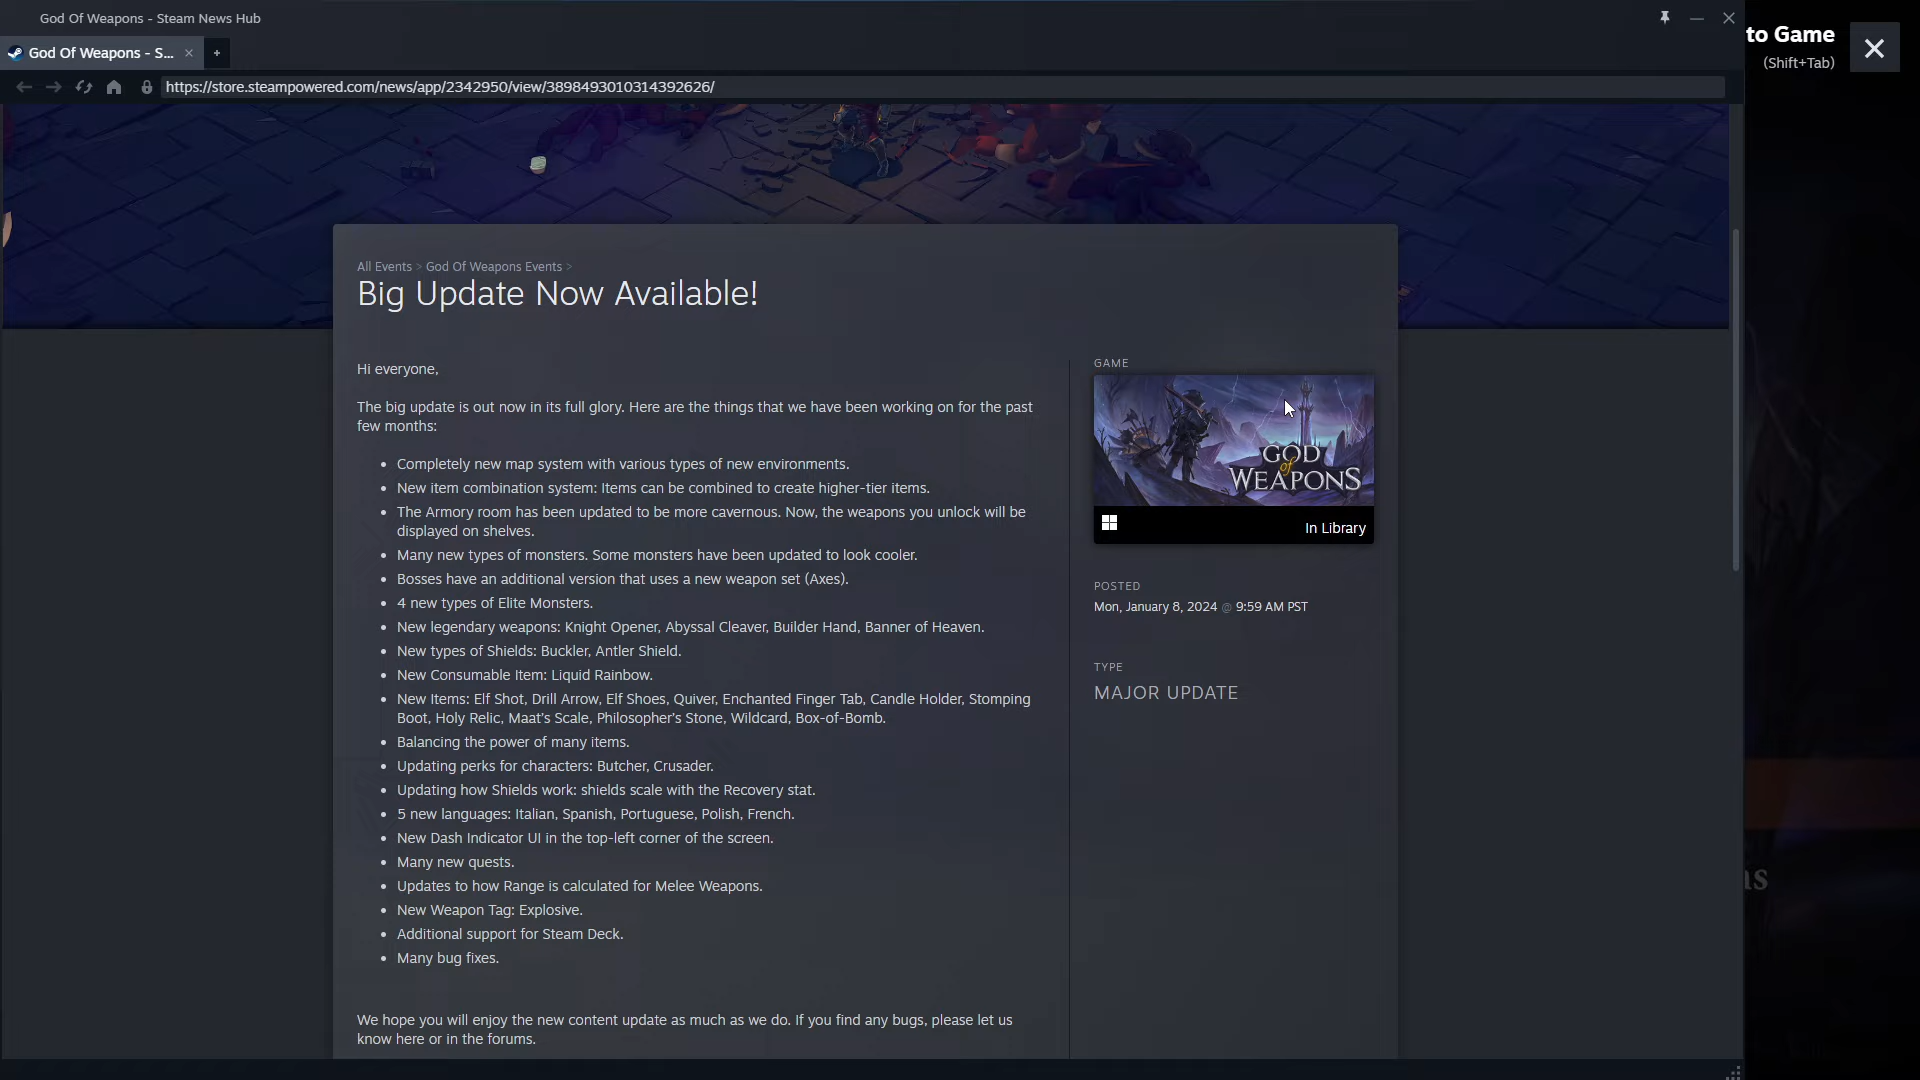 God Of Weapons - Steam News Hub
to Game
God Of Weapons - S...
(Shift+Tab)
https://store.steampowered.com/news/app/2342950/view/3898493010314392626/
All Events > God Of Weapons Events >
Big Update Now Available!
Hi everyone,
The big update is out now in its full glory. Here are the things that we have been working on for the past
few months:
• Completely new map system with various types of new environments.
• New item combination system: Items can be combined to create higher-tier items.
• The Armory room has been updated to be more cavernous. Now, the weapons you unlock will be
displayed on shelves.
• Many new types of monsters. Some monsters have been updated to look cooler.
• Bosses have an additional version that uses a new weapon set (Axes).
• 4 new types of Elite Monsters.
• New legendary weapons: Knight Opener, Abyssal Cleaver, Builder Hand, Banner of Heaven.
• New types of Shields: Buckler, Antler Shield.
• New Consumable Item: Liquid Rainbow.
• New Items: Elf Shot, Drill Arrow, Elf Shoes, Quiver, Enchanted Finger Tab, Candle Holder, Stomping
Boot, Holy Relic, Maat's Scale, Philosopher's Stone, Wildcard, Box-of-Bomb.
• Balancing the power of many items.
• Updating perks for characters: Butcher, Crusader.
• Updating how Shields work: shields scale with the Recovery stat.
• 5 new languages: Italian, Spanish, Portuguese, Polish, French.
• New Dash Indicator UI in the top-left corner of the screen.
• Many new quests.
• Updates to how Range is calculated for Melee Weapons.
• New Weapon Tag: Explosive.
• Additional support for Steam Deck.
• Many bug fixes.
We hope you will enjoy the new content update as much as we do. If you find any bugs, please let us
know here or in the forums.
GAME
GOD
of
WEAPONS
In Library
POSTED
Mon, January 8, 2024 @ 9:59 AM PST
TYPE
MAJOR UPDATE